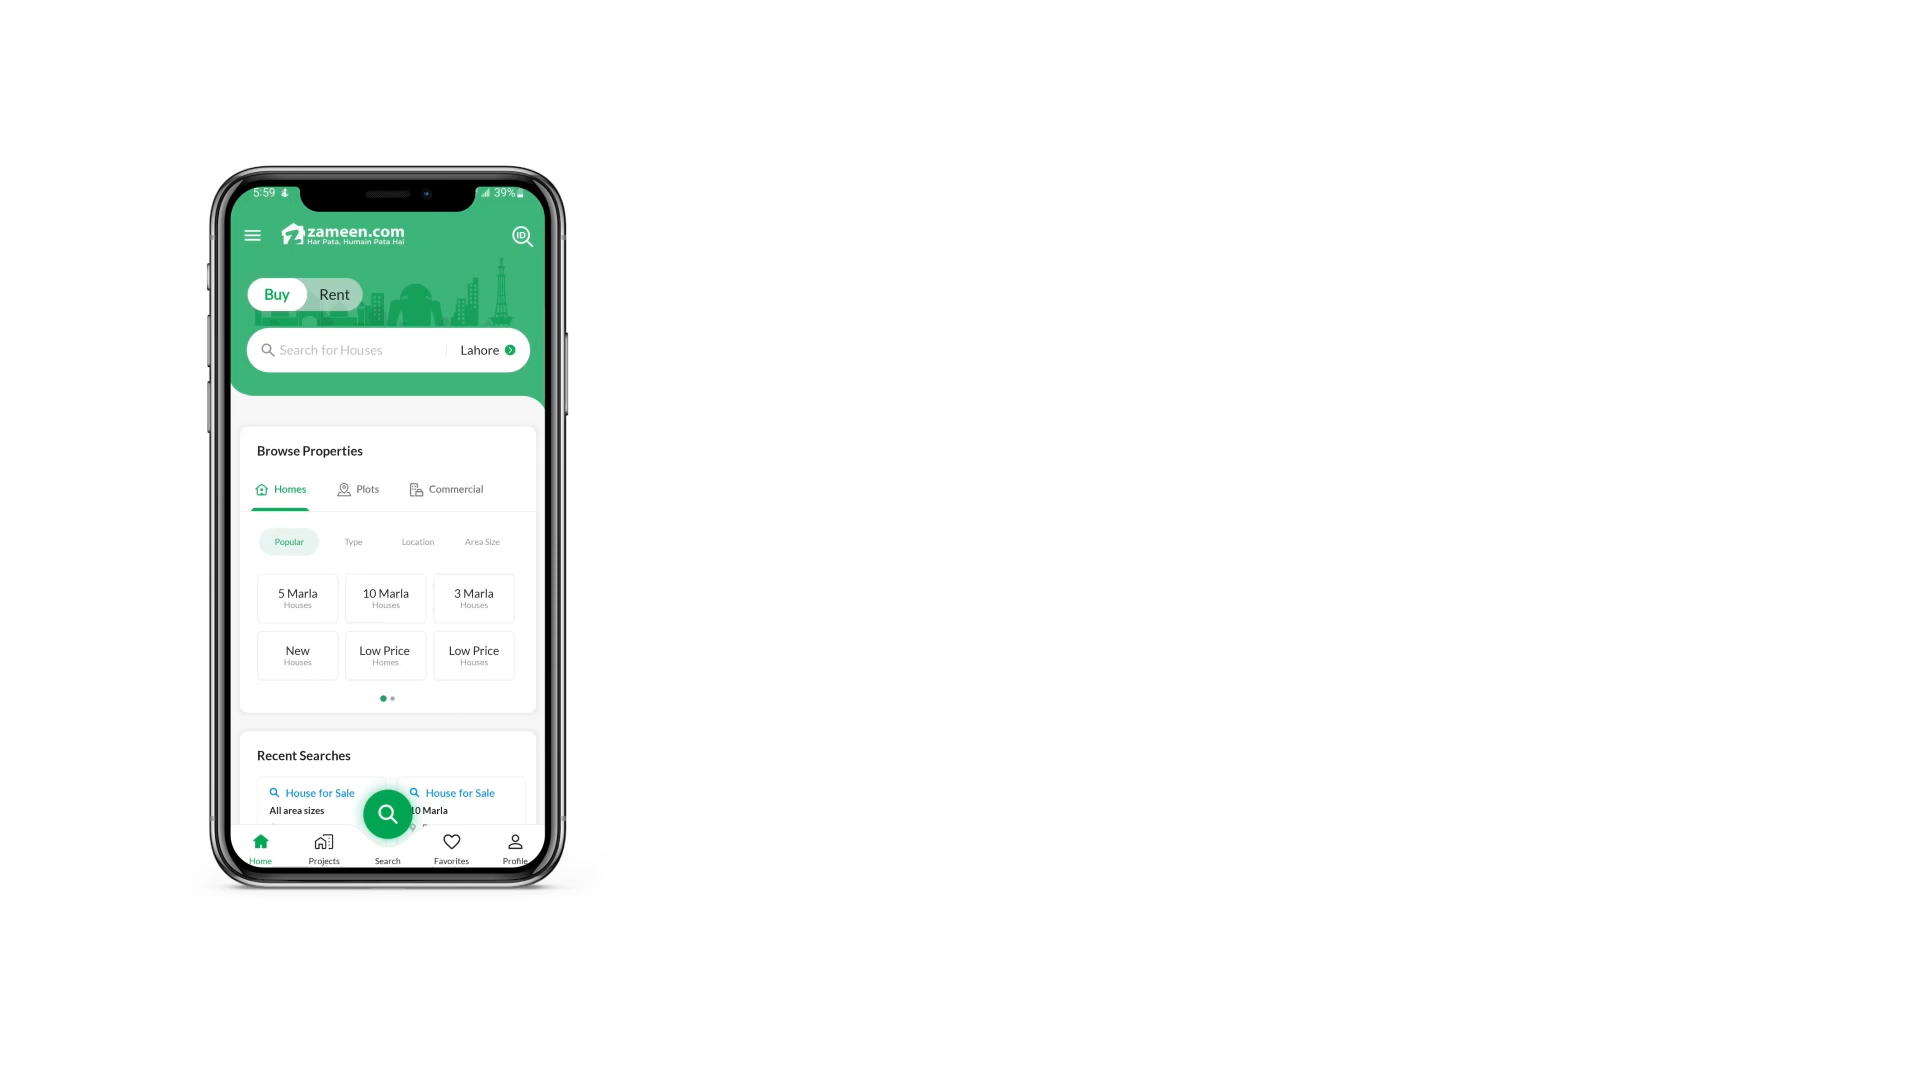 5:59 39%
zameen.com
Har Pata, Humain Pata Hai
ID
Buy Rent
Search for Houses Lahore
Browse Properties
Homes Plots Commercial
Popular Type Location Area Size
5 Marla 10 Marla 3 Marla
Houses Houses Houses
New Low Price Low Price
Houses Homes Houses
Recent Searches
House for Sale House for Sale
All area sizes 10 Marla
Home Projects Search Favorites Profile